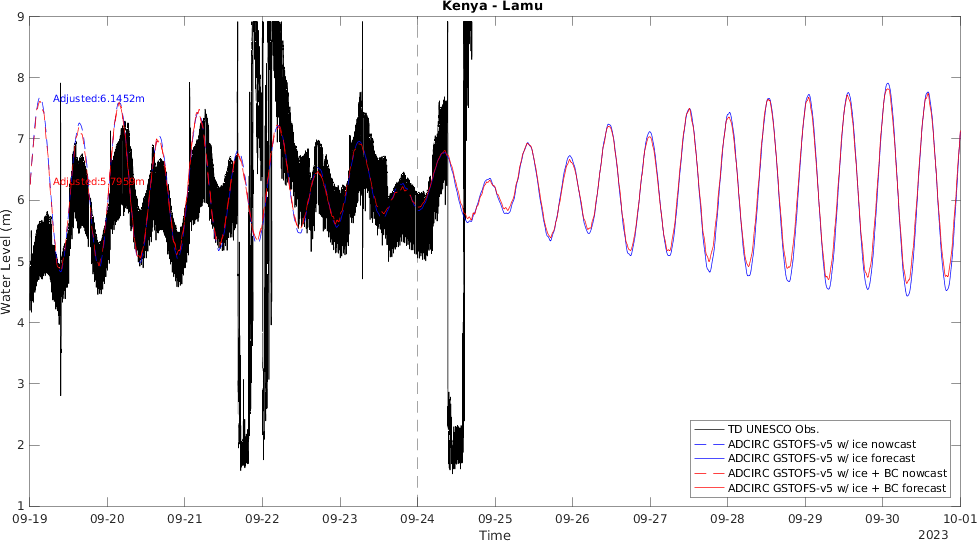 Kenya - Lamu
9
8
7
6
5
4
3
2
1
Water Level (m)
Adjusted:6.1452m
Adjusted:5.7959m
TD UNESCO Obs.
ADCIRC GSTOFS-v5 w/ ice nowcast
ADCIRC GSTOFS-v5 w/ ice forecast
ADCIRC GSTOFS-v5 w/ ice + BC nowcast
ADCIRC GSTOFS-v5 w/ ice + BC forecast
09-19 09-20 09-21 09-22 09-23 09-24 09-25 09-26 09-27 09-28 09-29 09-30 10-01
Time
2023